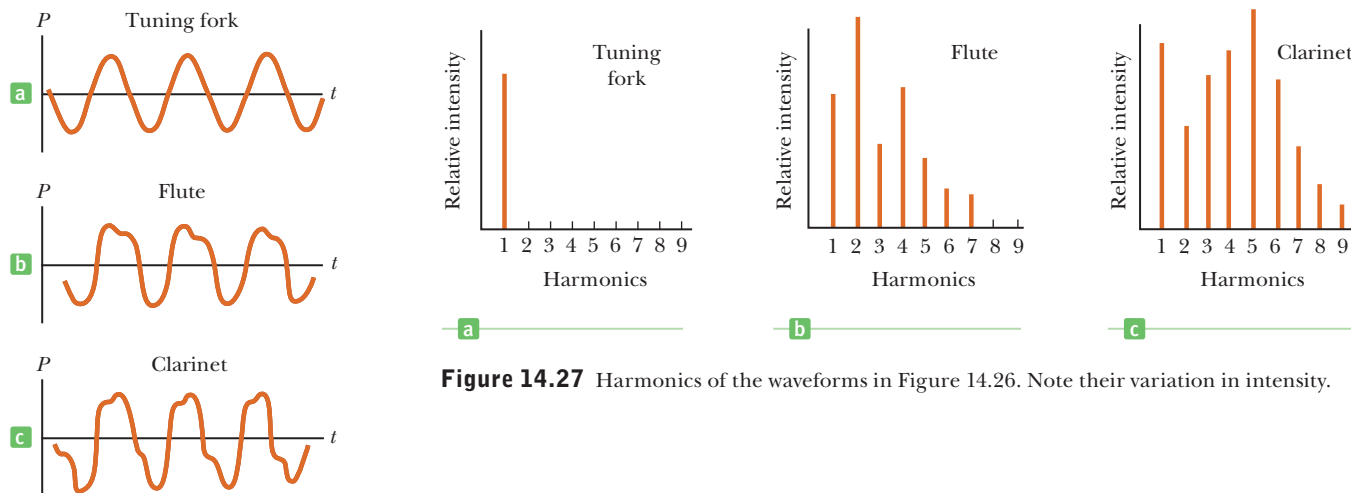 P
Tuning fork
a
t
P
Flute
b
t
P
Clarinet
c
t
Relative intensity
Tuning
fork
1 2 3 4 5 6 7 8 9
Harmonics
a
Relative intensity
Flute
1 2 3 4 5 6 7 8 9
Harmonics
b
Relative intensity
Clarinet
1 2 3 4 5 6 7 8 9
Harmonics
c
Figure 14.27 Harmonics of the waveforms in Figure 14.26. Note their variation in intensity.